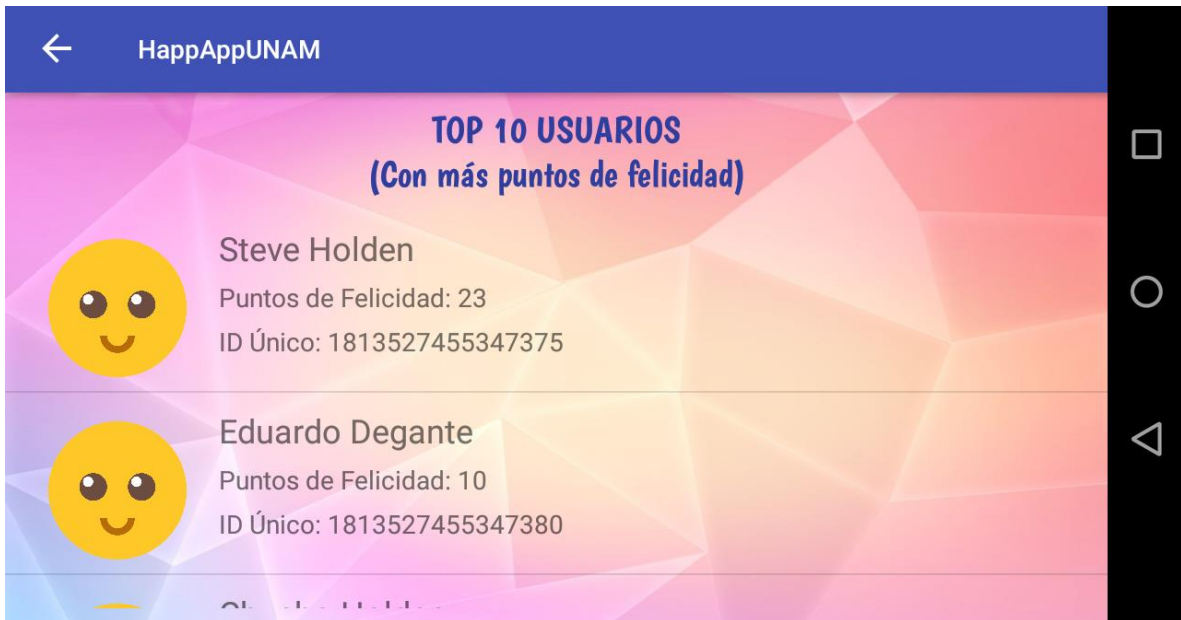 HappAppUNAM
TOP 10 USUARIOS
(Con más puntos de felicidad)
Steve Holden
Puntos de Felicidad: 23
ID Único: 1813527455347375
Eduardo Degante
Puntos de Felicidad: 10
ID Único: 1813527455347380